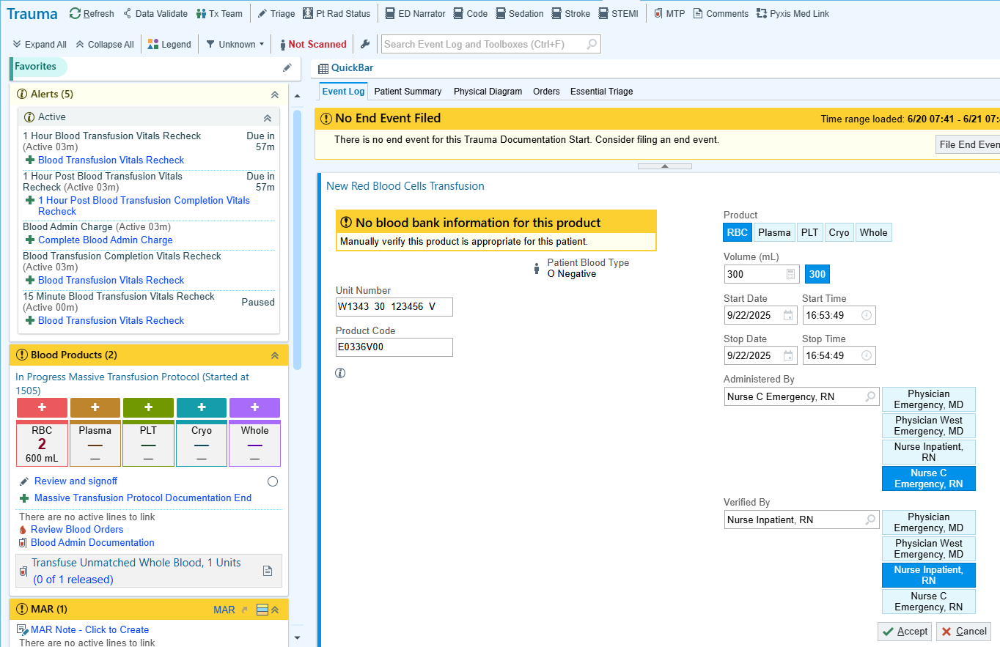 Trauma Refresh Data Validate Tx Team Triage Pt Rad Status ED Narrator Code Sedation Stroke STEMI MTP Comments Pyxis Med Link
Expand All Collapse All Legend Unknown Not Scanned Search Event Log and Toolboxes (Ctrl+F)
Favorites
Alerts (5)
Active
1 Hour Blood Transfusion Vitals Recheck Due in
(Active 03m) 57m
Blood Transfusion Vitals Recheck
1 Hour Post Blood Transfusion Vitals Due in
Recheck (Active 03m) 57m
1 Hour Post Blood Transfusion Completion Vitals
Recheck
Blood Admin Charge (Active 03m)
Complete Blood Admin Charge
Blood Transfusion Completion Vitals Recheck
(Active 03m)
Blood Transfusion Vitals Recheck
15 Minute Blood Transfusion Vitals Recheck Paused
(Active 00m)
Blood Transfusion Vitals Recheck
Blood Products (2)
In Progress Massive Transfusion Protocol (Started at
1505)
+ + + + +
RBC Plasma PLT Cryo Whole
2 — — — —
600 mL — — — —
Review and signoff
Massive Transfusion Protocol Documentation End
There are no active lines to link
Review Blood Orders
Blood Admin Documentation
Transfuse Unmatched Whole Blood, 1 Units
(0 of 1 released)
MAR (1) MAR
MAR Note - Click to Create
There are no active lines to link
QuickBar
Event Log Patient Summary Physical Diagram Orders Essential Triage
No End Event Filed Time range loaded: 6/20 07:41 - 6/21 07:
There is no end event for this Trauma Documentation Start. Consider filing an end event.
File End Even
New Red Blood Cells Transfusion
No blood bank information for this product
Manually verify this product is appropriate for this patient.
Patient Blood Type
O Negative
Unit Number
W1343 30 123456 V
Product Code
E0336V00
Product
RBC Plasma PLT Cryo Whole
Volume (mL)
300 300
Start Date Start Time
9/22/2025 16:53:49
Stop Date Stop Time
9/22/2025 16:54:49
Administered By
Nurse C Emergency, RN
Physician
Emergency, MD
Physician West
Emergency, MD
Nurse Inpatient,
RN
Nurse C
Emergency, RN
Verified By
Nurse Inpatient, RN
Physician
Emergency, MD
Physician West
Emergency, MD
Nurse Inpatient,
RN
Nurse C
Emergency, RN
Accept Cancel